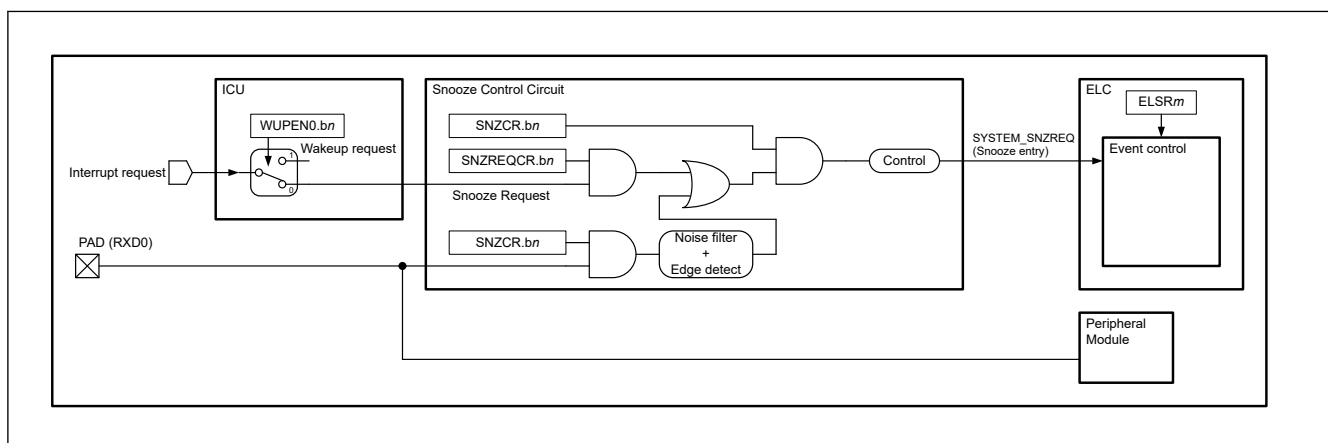 ICU
Snooze Control Circuit
ELC
WUPEN0.bn
SNZCR.bn
ELSRm
Wakeup request
1
SYSTEM_SNZREQ
(Snooze entry)
Event control
SNZREQCR.bn
Control
Interrupt request
0
Snooze Request
PAD (RXD0)
SNZCR.bn
Noise filter
+
Edge detect
Peripheral
Module